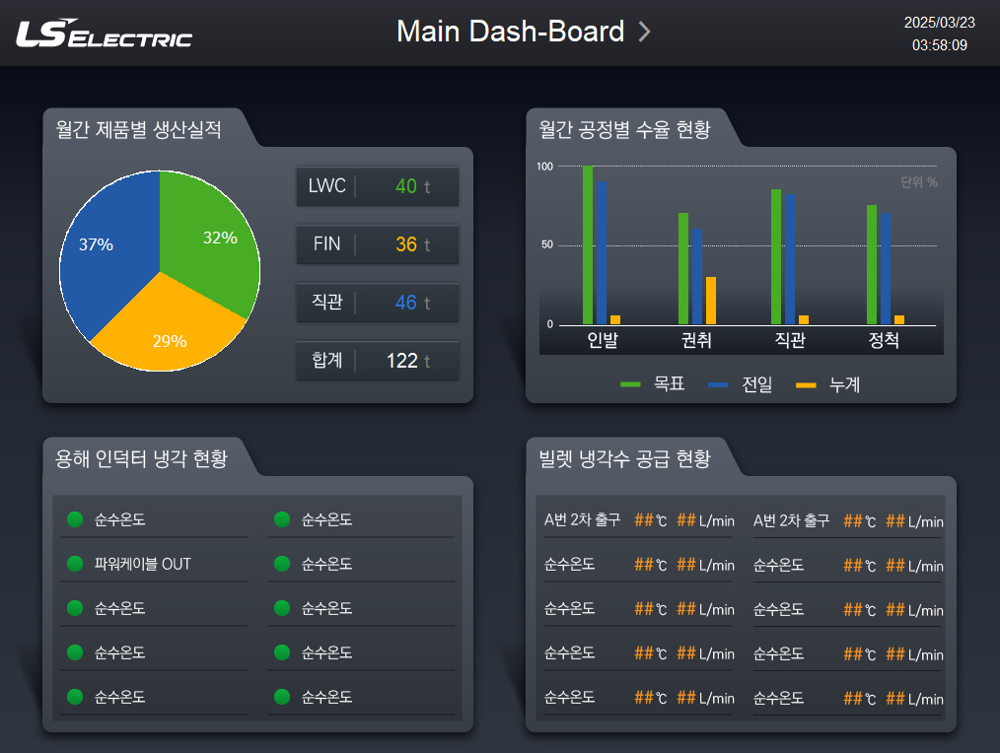 LS ELECTRIC
Main Dash-Board >
2025/03/23
03:58:09
월간 제품별 생산실적
37%
32%
29%
LWC 40 t
FIN 36 t
직관 46 t
합계 122 t
월간 공정별 수율 현황
단위 %
100
50
0
인발 권취 직관 정척
목표 전일 누계
용해 인덕터 냉각 현황
순수온도 순수온도
파워케이블 OUT 순수온도
순수온도 순수온도
순수온도 순수온도
순수온도 순수온도
빌렛 냉각수 공급 현황
A번 2차 출구 ##℃ ## L/min A번 2차 출구 ##℃ ## L/min
순수온도 ##℃ ## L/min 순수온도 ##℃ ## L/min
순수온도 ##℃ ## L/min 순수온도 ##℃ ## L/min
순수온도 ##℃ ## L/min 순수온도 ##℃ ## L/min
순수온도 ##℃ ## L/min 순수온도 ##℃ ## L/min